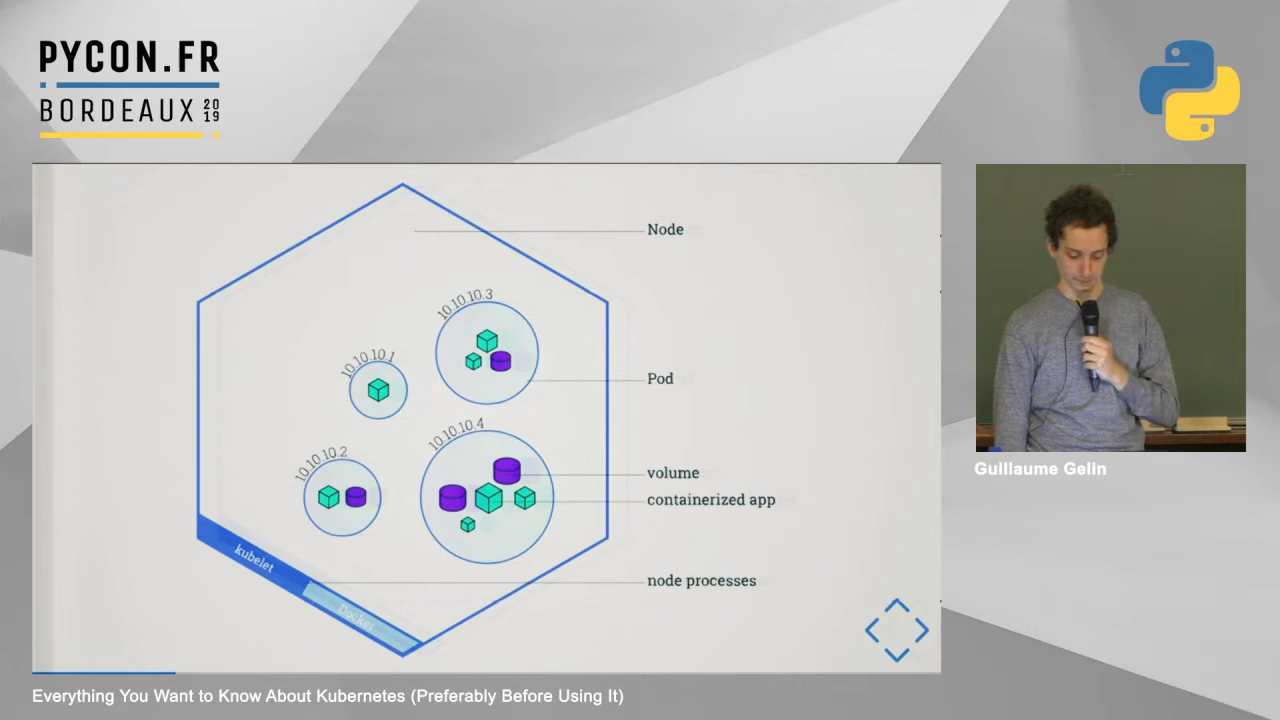 PYCON.FR
BORDEAUX 2019
Node
10.10.10.3
10.10.10.1
Pod
10.10.10.4
10.10.10.2
volume
containerized app
kubelet
node processes
Docker
Guillaume Gelin
Everything You Want to Know About Kubernetes (Preferably Before Using It)